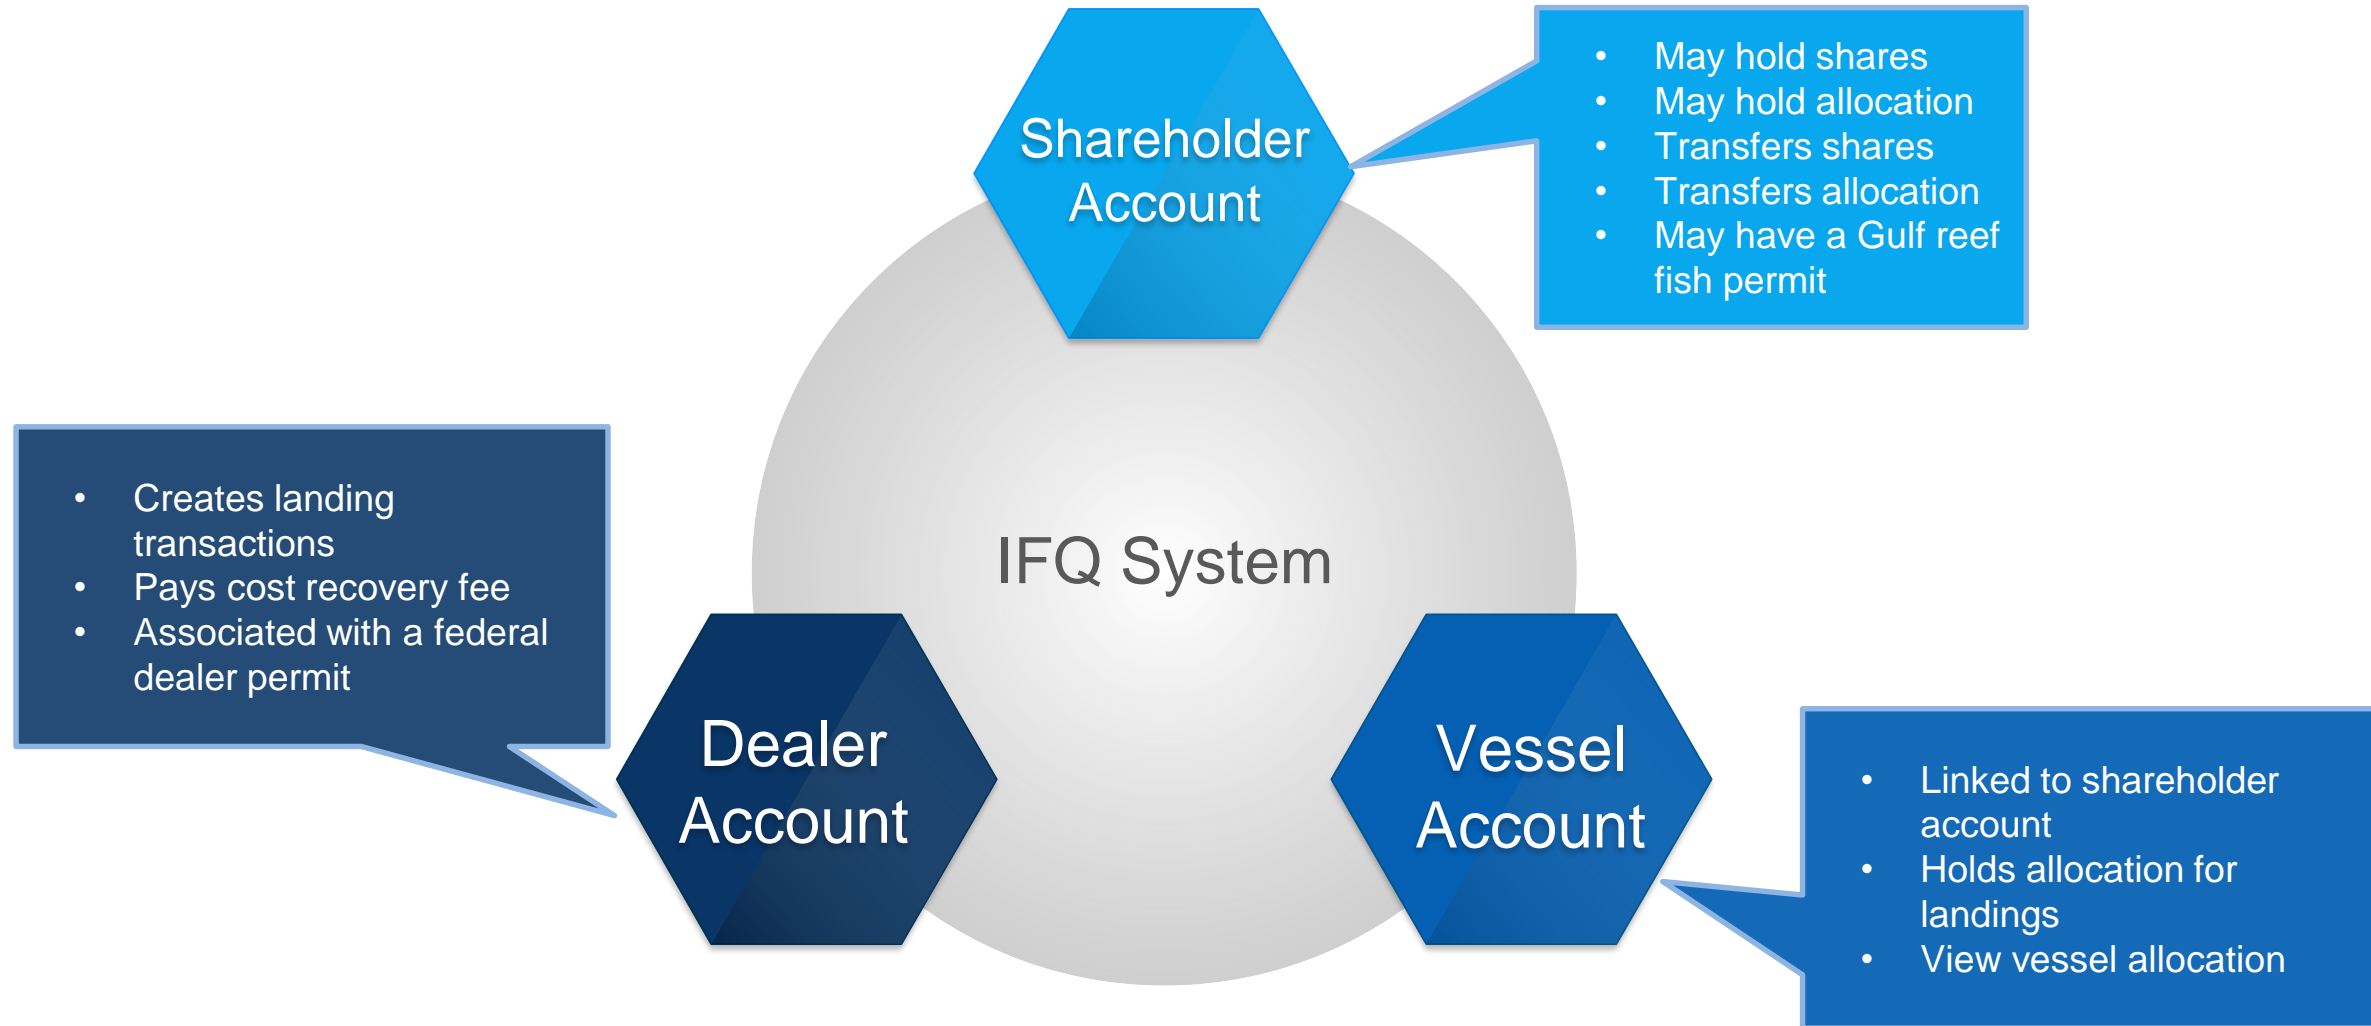 Shareholder
Account
• May hold shares
• May hold allocation
• Transfers shares
• Transfers allocation
• May have a Gulf reef
fish permit
• Creates landing
transactions
• Pays cost recovery fee
• Associated with a federal
dealer permit
IFQ System
Dealer
Account
Vessel
Account
• Linked to shareholder
account
• Holds allocation for
landings
• View vessel allocation